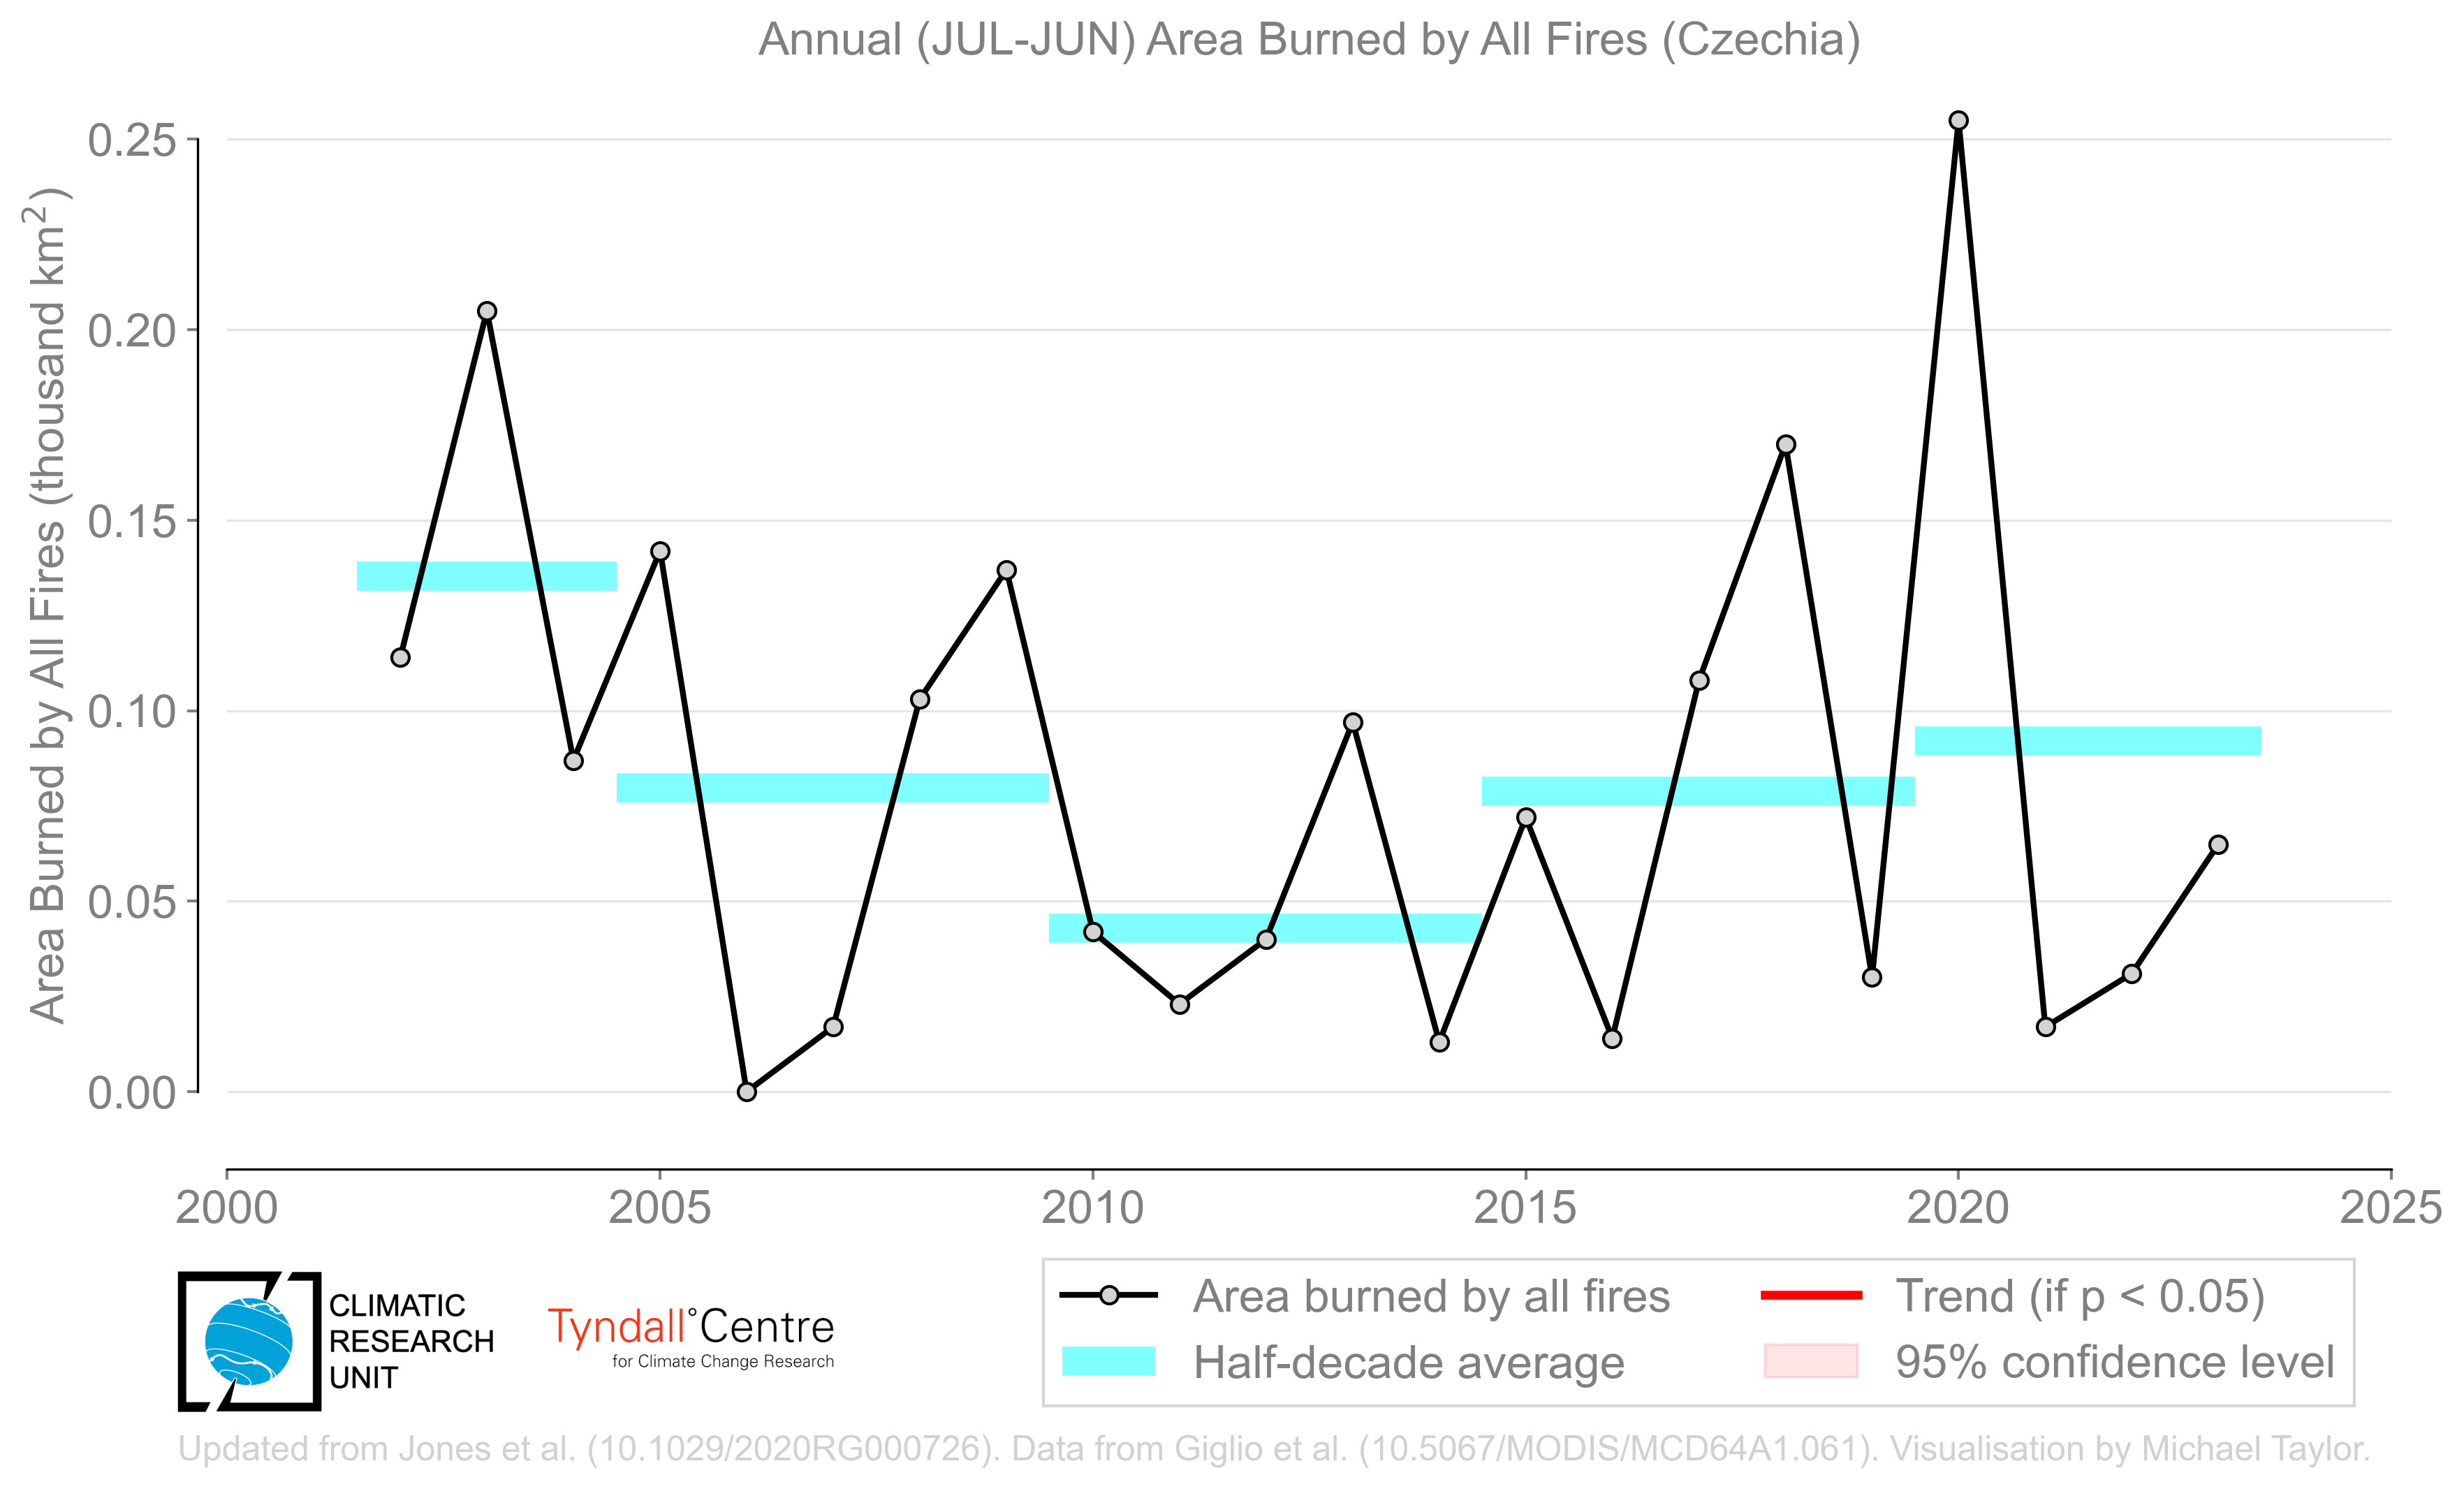 Annual (JUL-JUN) Area Burned by All Fires (Czechia)
Area Burned by All Fires (thousand km²)
0.25
0.20
0.15
0.10
0.05
0.00
2000 2005 2010 2015 2020 2025
CLIMATIC
RESEARCH
UNIT
Tyndall°Centre
for Climate Change Research
Area burned by all fires
Half-decade average
Trend (if p < 0.05)
95% confidence level
Updated from Jones et al. (10.1029/2020RG000726). Data from Giglio et al. (10.5067/MODIS/MCD64A1.061). Visualisation by Michael Taylor.